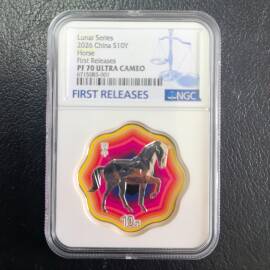 Lunar Series
2026 China S10Y
Horse
First Releases
PF 70 ULTRA CAMEO
FIRST RELEASES
NGC
10元